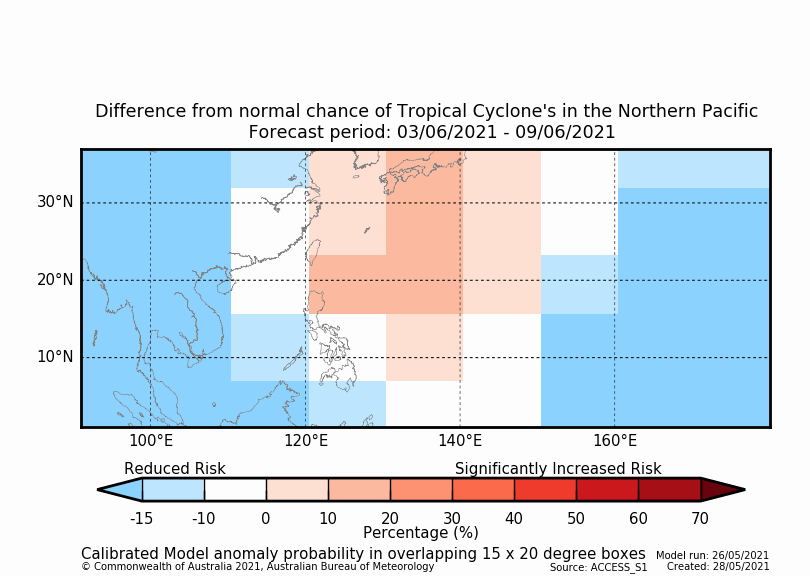 Difference from normal chance of Tropical Cyclone's in the Northern Pacific
Forecast period: 03/06/2021 - 09/06/2021
30°N
20°N
10°N
100°E 120°E 140°E 160°E
Reduced Risk Significantly Increased Risk
-15 -10 0 10 20 30 40 50 60 70
Percentage (%)
Calibrated Model anomaly probability in overlapping 15 x 20 degree boxes Model run: 26/05/2021
© Commonwealth of Australia 2021, Australian Bureau of Meteorology Source: ACCESS_S1 Created: 28/05/2021